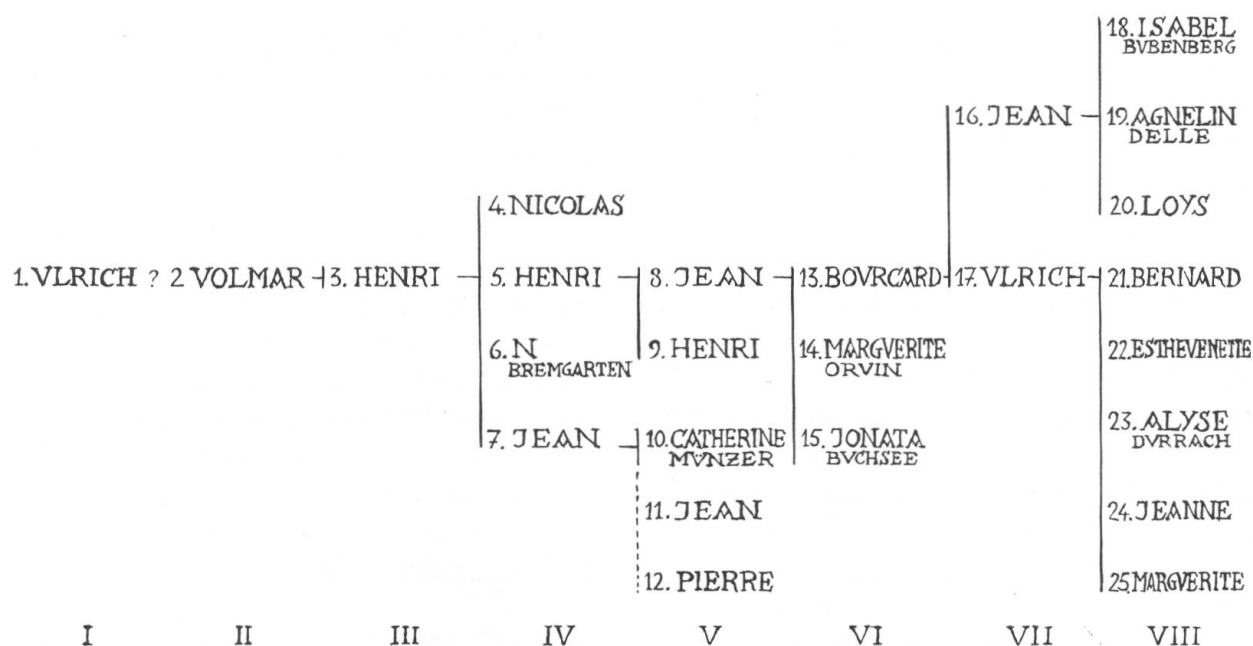 18. ISABEL
BVBENBERG
16. JEAN
19. AGNELIN
DELLE
4. NICOLAS
20. LOYS
1. VLRICH ? 2 VOLMAR 3. HENRI 5. HENRI 8. JEAN 13. BOVRCARD 17. VLRICH 21. BERNARD
6. N
BREMGARTEN
9. HENRI
14. MARGVERITE
ORVIN
22. ESTHEVENETTE
7. JEAN
10. CATHERINE
MVNZER
15. JONATA
BVCHSEE
23. ALYSE
DVRRACH
11. JEAN
24. JEANNE
12. PIERRE
25. MARGVERITE
I II III IV V VI VII VIII